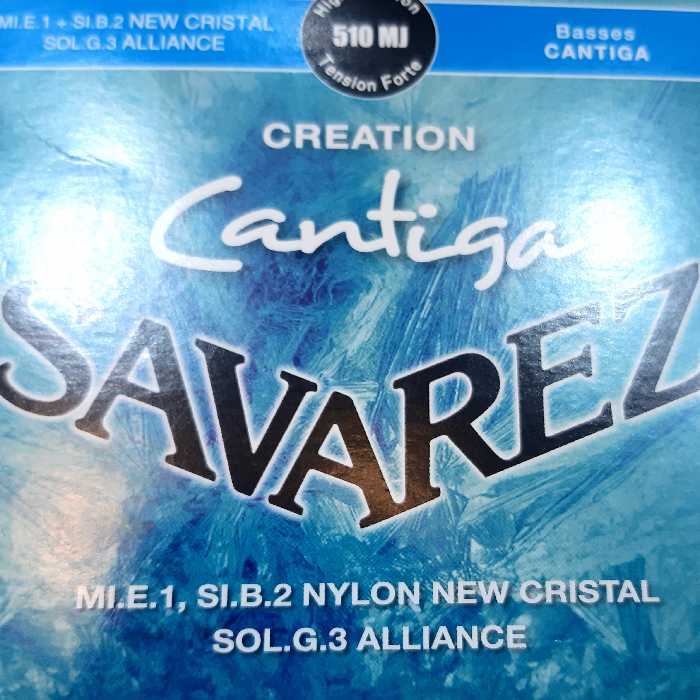 MI.E.1 + SI.B.2 NEW CRISTAL
SOL.G.3 ALLIANCE
510 MJ
Tension Forte
Basses
CANTIGA
CREATION
Cantiga
SAVAREZ
MI.E.1, SI.B.2 NYLON NEW CRISTAL
SOL.G.3 ALLIANCE